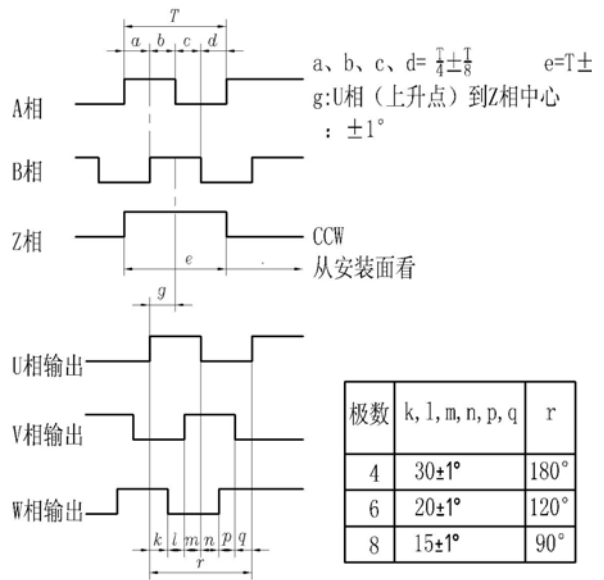 T
a b c d
a、b、c、d= T/4±T/8 e=T±
g:U相（上升点）到Z相中心
: ±1°
A相
B相
Z相
CCW
从安装面看
e
g
U相输出
V相输出
W相输出
k l m n p q
r
极数 k,l,m,n,p,q r
4 30±1° 180°
6 20±1° 120°
8 15±1° 90°